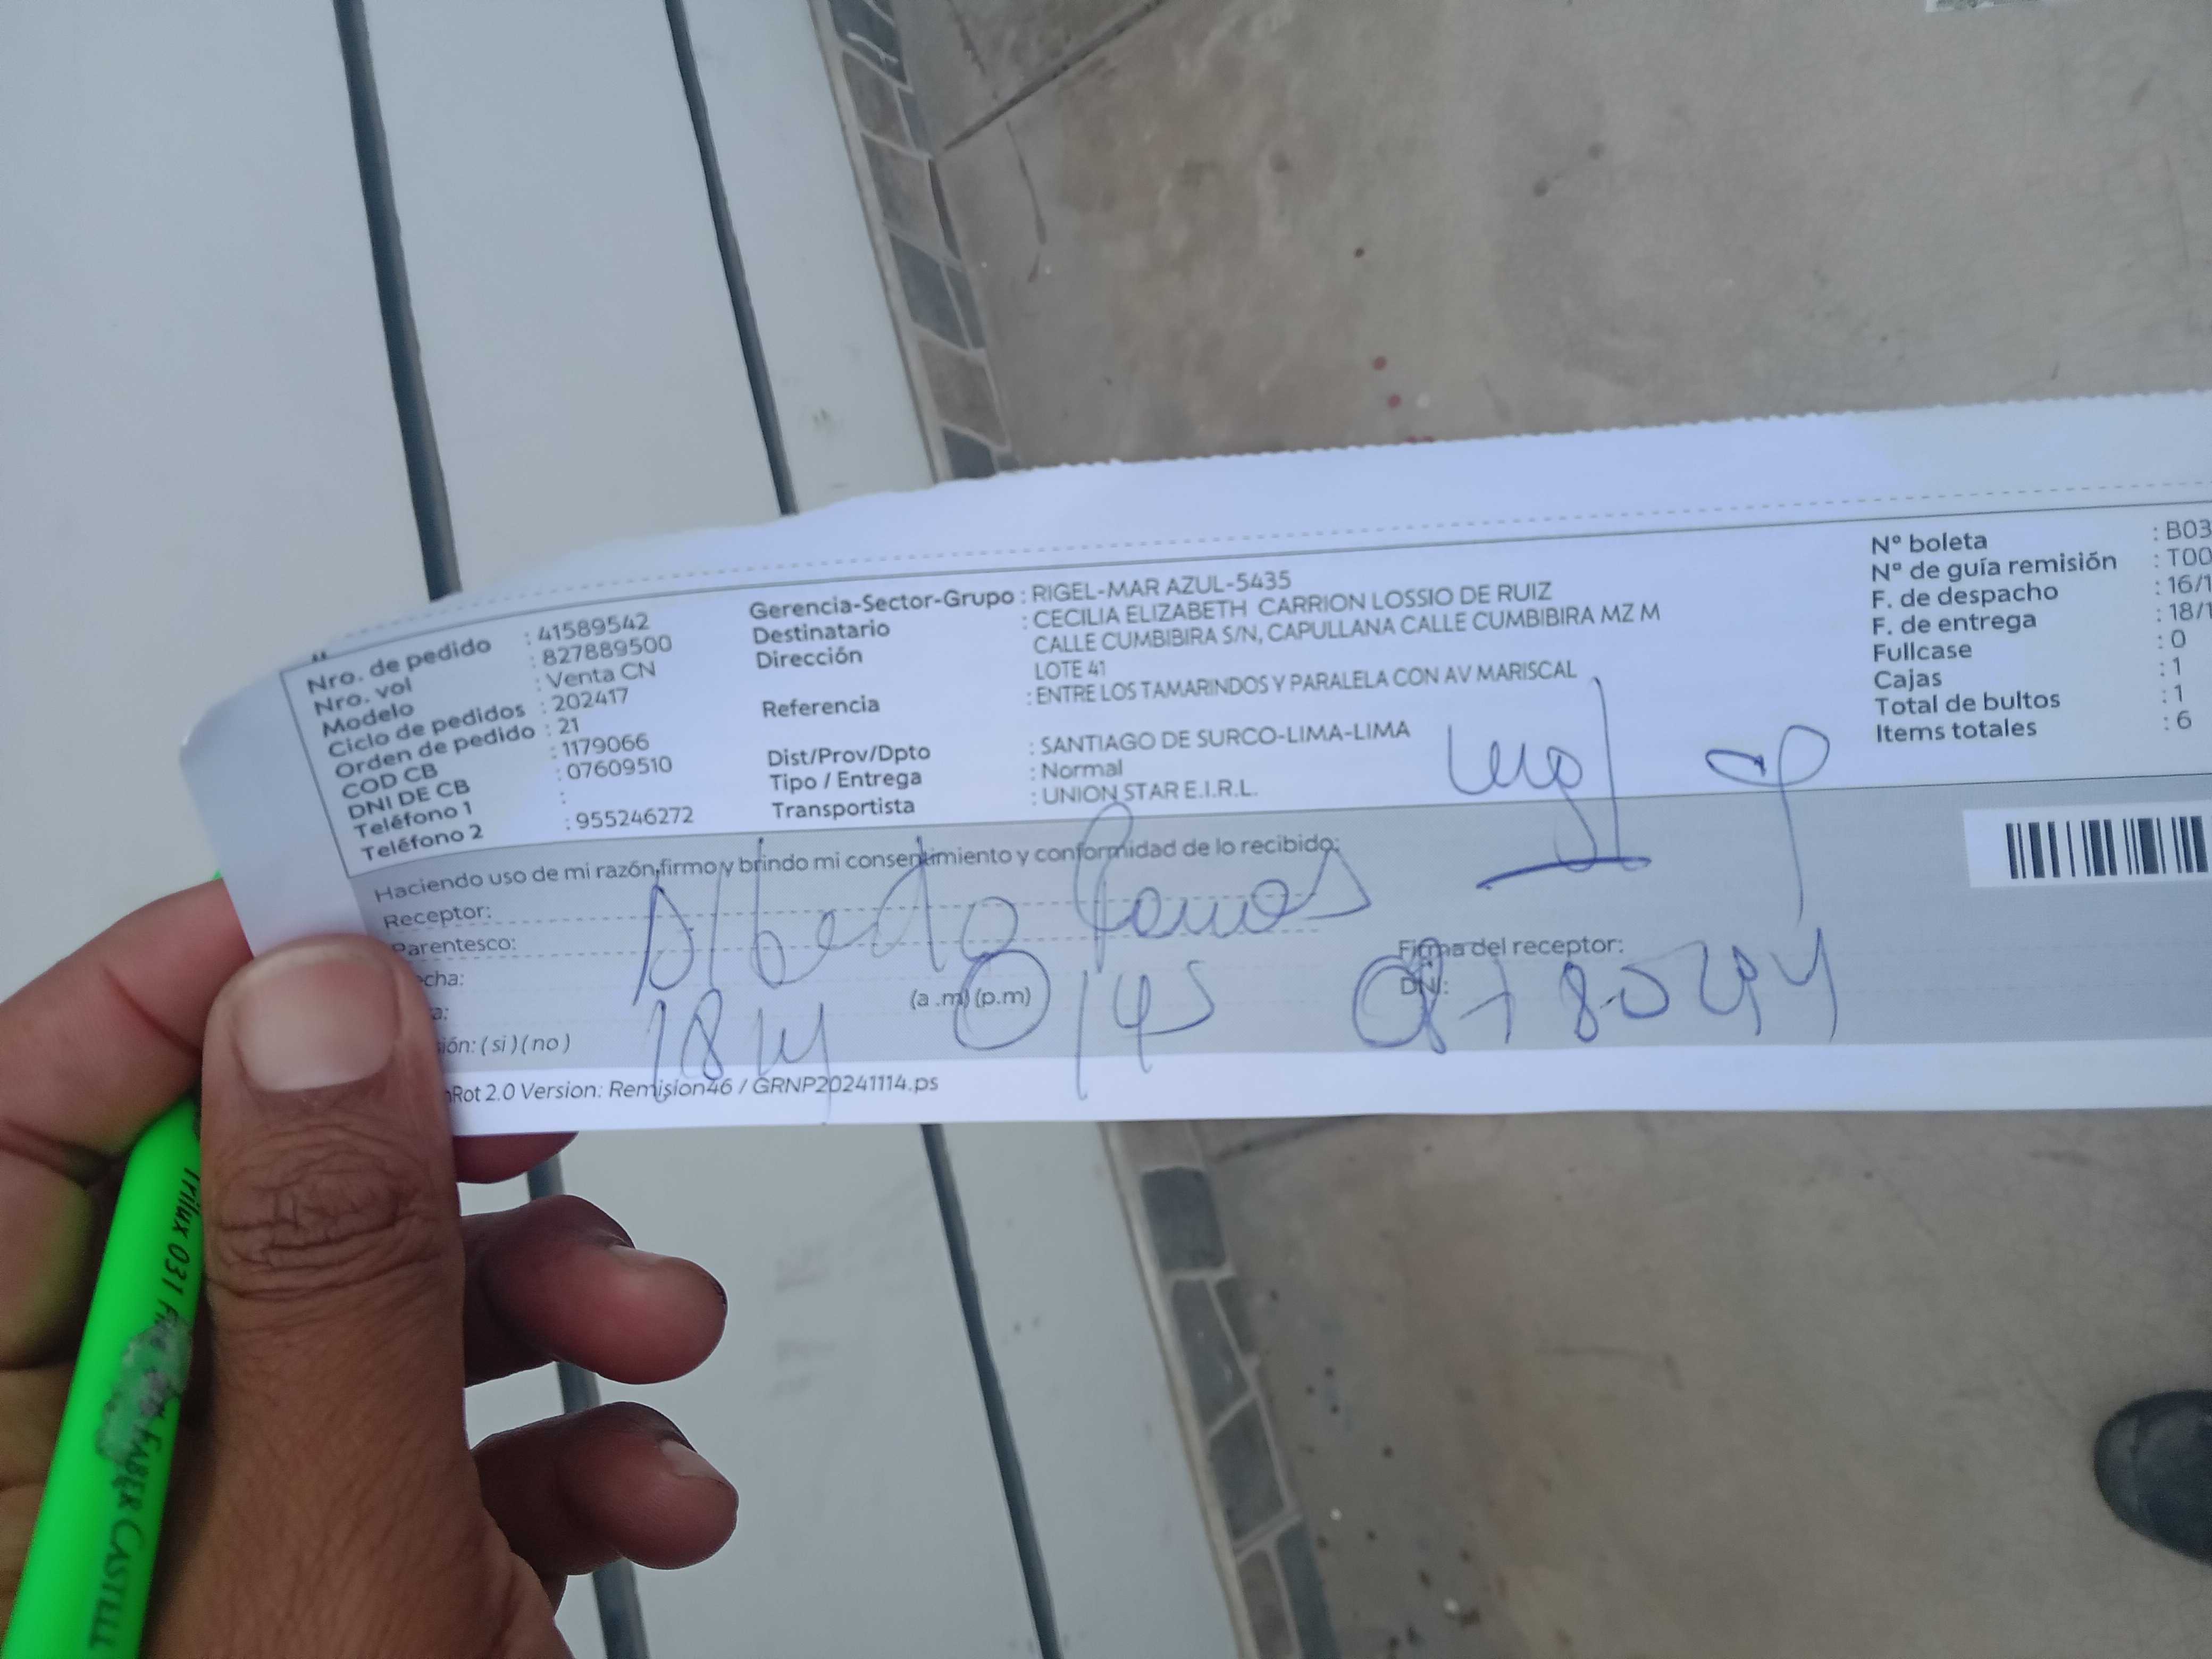 Nro. de pedido : 41589542
Nro. vol : 827889500
Modelo : Venta CN
Ciclo de pedidos : 202417
Orden de pedido : 21
COD CB : 1179066
DNI DE CB : 07609510
Teléfono 1 :
Teléfono 2 : 955246272
Gerencia-Sector-Grupo : RIGEL-MAR AZUL-5435
Destinatario : CECILIA ELIZABETH CARRION LOSSIO DE RUIZ
Dirección : CALLE CUMBIBIRA S/N, CAPULLANA CALLE CUMBIBIRA MZ M
LOTE 41
Referencia : ENTRE LOS TAMARINDOS Y PARALELA CON AV MARISCAL
Dist/Prov/Dpto : SANTIAGO DE SURCO-LIMA-LIMA
Tipo / Entrega : Normal
Transportista : UNION STAR E.I.R.L.
Nº boleta : B03
Nº de guía remisión : T00
F. de despacho : 16/1
F. de entrega : 18/1
Fullcase : 0
Cajas : 1
Total de bultos : 1
Items totales : 6
Haciendo uso de mi razón,firmo y brindo mi consentimiento y conformidad de lo recibido:
Receptor: Alberto Ramos
Parentesco:
cha: 18
a: (a .m) (p.m) 145
Firma del receptor:
DNI:
sión: ( si ) ( no )
Rot 2.0 Version: Remision46 / GRNP20241114.ps
Trilux 031 F
FABER CASTELL